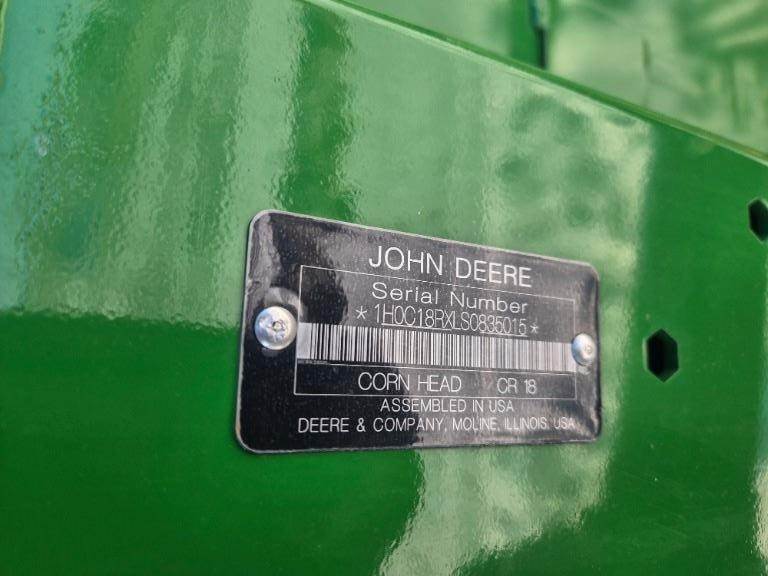 JOHN DEERE
Serial Number
* 1H0C18RXLS0835015 *
CORN HEAD CR 18
ASSEMBLED IN USA
DEERE & COMPANY, MOLINE, ILLINOIS, USA